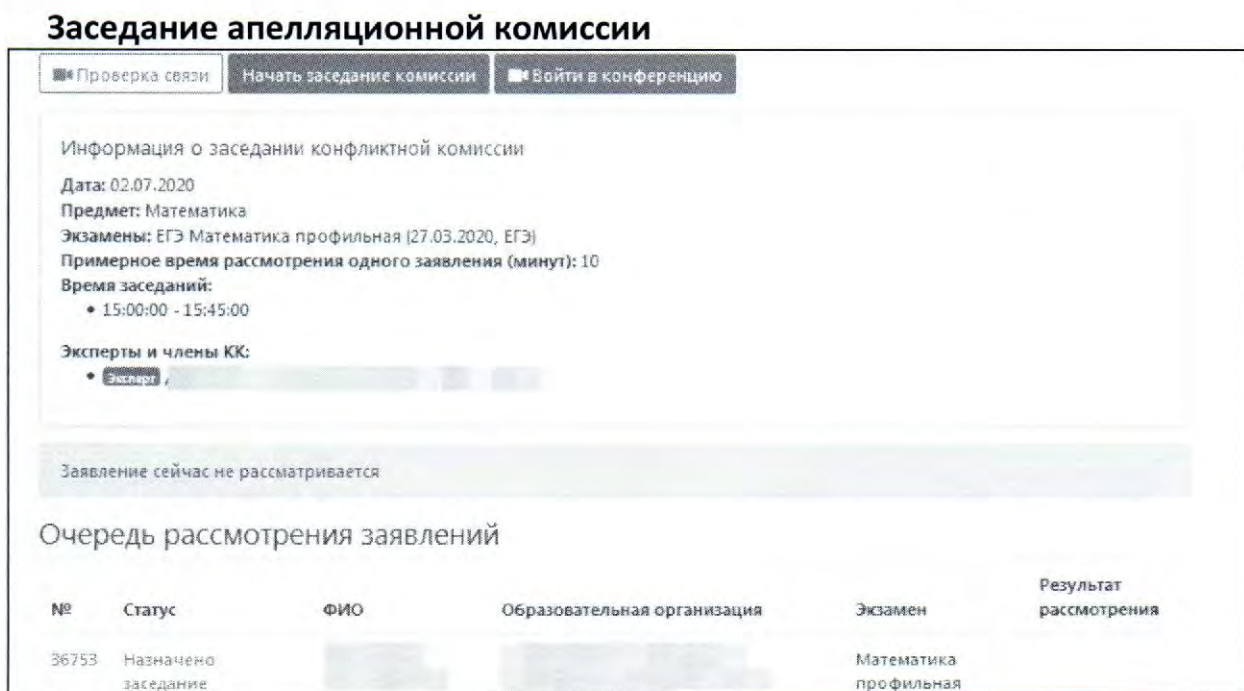 Заседание апелляционной комиссии
Проверка связи Начать заседание комиссии Войти в конференцию
Информация о заседании конфликтной комиссии
Дата: 02.07.2020
Предмет: Математика
Экзамены: ЕГЭ Математика профильная (27.03.2020, ЕГЭ)
Примерное время рассмотрения одного заявления (минут): 10
Время заседаний:
• 15:00:00 - 15:45:00
Эксперты и члены КК:
• Эксперт
Заявление сейчас не рассматривается
Очередь рассмотрения заявлений
№ Статус ФИО Образовательная организация Экзамен Результат рассмотрения
36753 Назначено заседание Математика профильная